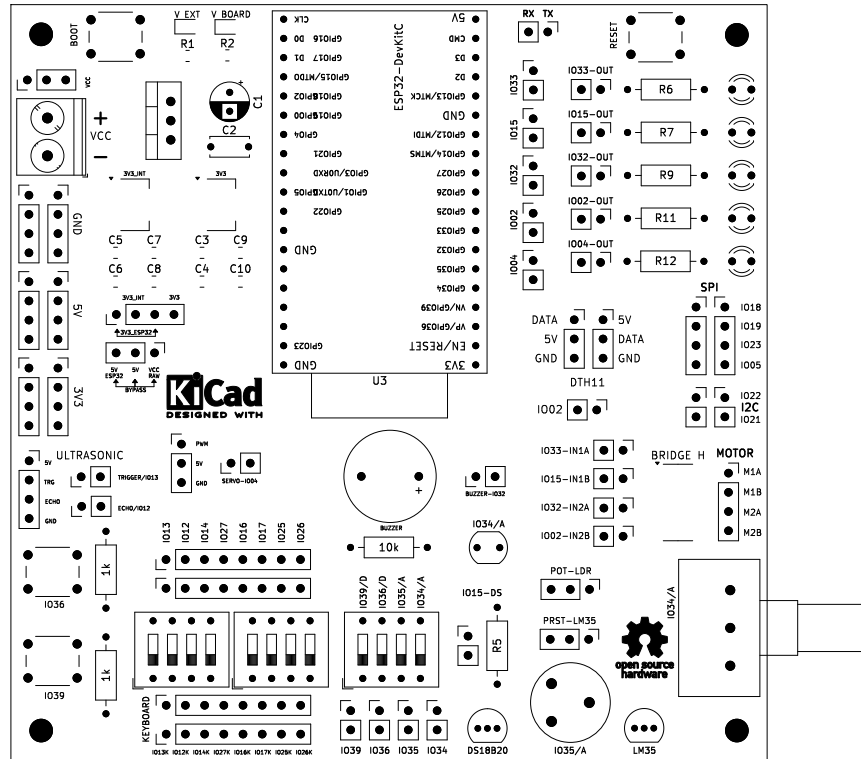 BOOT
V EXT
V BOARD
R1
R2
VCC
+
VCC
-
C1
C2
3V3_INT
3V3
GND
C5
C7
C3
C9
C6
C8
C4
C10
5V
3V3_INT
3V3
3V3_ESP32
5V
5V
VCC
ESP32
RAW
BYPASS
3V3
KiCad
DESIGNED WITH
CLK
D0
GPIO16
D1
GPIO17
GPIO15/MTDO
GPIO2
GPIO0
GPIO4
GPIO21
GPIO3/U0RXD
GPIO5
GPIO1/U0TXD
GPIO22
GND
GPIO23
GND
ESP32-DevKitC
5V
CMD
D3
D2
GPIO13/MTCK
GND
GPIO12/MTDI
GPIO14/MTMS
GPIO27
GPIO26
GPIO25
GPIO33
GPIO32
GPIO35
GPIO34
VN/GPIO39
VP/GPIO36
EN/RESET
3V3
U3
RX
TX
RESET
IO33
IO33-OUT
R6
IO15
IO15-OUT
R7
IO32
IO32-OUT
R9
IO02
IO02-OUT
R11
IO04
IO04-OUT
R12
SPI
IO18
IO19
IO23
IO05
DATA
5V
GND
5V
DATA
GND
DTH11
IO02
IO22
I2C
IO21
ULTRASONIC
5V
TRG
ECHO
GND
TRIGGER/IO13
ECHO/IO12
PWM
5V
GND
SERVO-IO04
+
BUZZER
BUZZER-IO32
IO33-IN1A
IO15-IN1B
IO32-IN2A
IO02-IN2B
BRIDGE H
MOTOR
M1A
M1B
M2A
M2B
IO13
IO12
IO14
IO27
IO16
IO17
IO25
IO26
10k
IO34/A
1k
IO36
1k
IO39
IO39/D
IO36/D
IO35/A
IO34/A
IO15-DS
R5
POT-LDR
PRST-LM35
IO34/A
open source
hardware
KEYBOARD
IO13K
IO12K
IO14K
IO27K
IO16K
IO17K
IO25K
IO26K
IO39
IO36
IO35
IO34
DS18B20
IO35/A
LM35